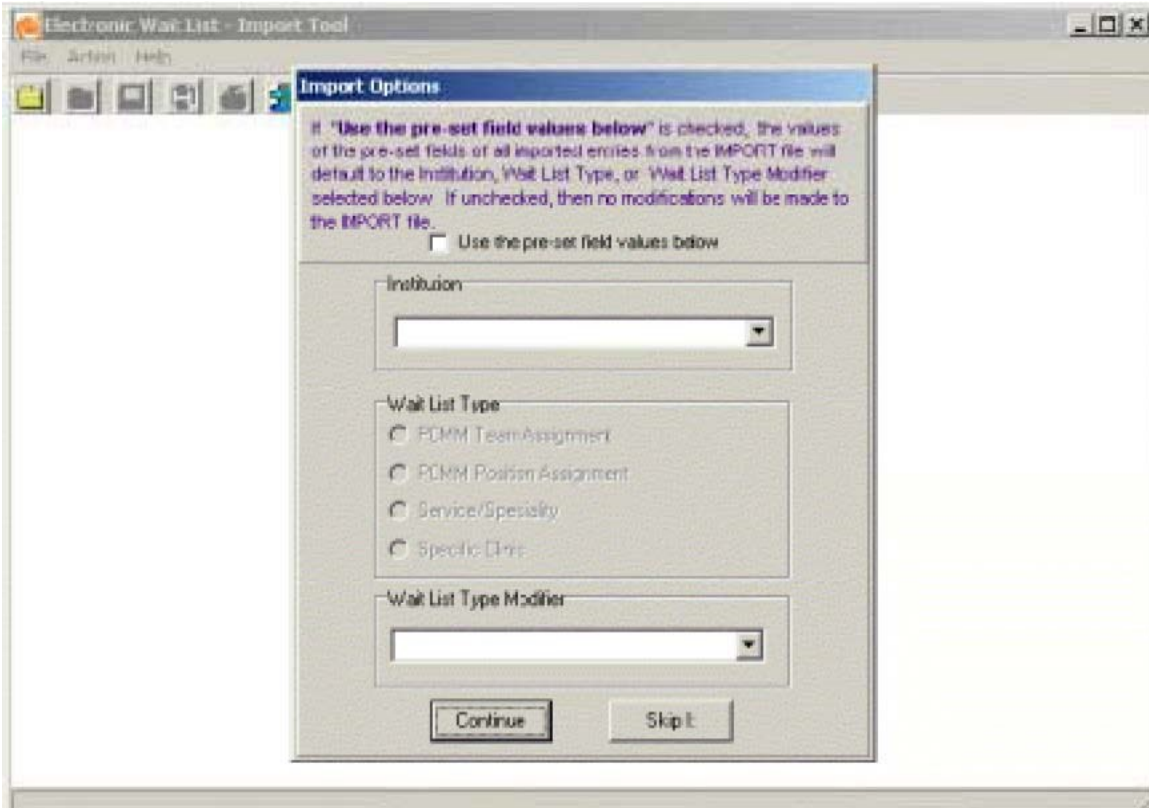 Electronic Wait List - Import Tool
File Action Help
Import Options
If "Use the pre-set field values below" is checked, the values
of the pre-set fields of all imported entries from the IMPORT file will
default to the Institution, Wait List Type, or Wait List Type Modifier
selected below. If unchecked, then no modifications will be made to
the IMPORT file.
Use the pre-set field values below
Institution
Wait List Type
PCMM Team Assignment
PCMM Position Assignment
Service/Speciality
Specific Clinic
Wait List Type Modifier
Continue Skip It